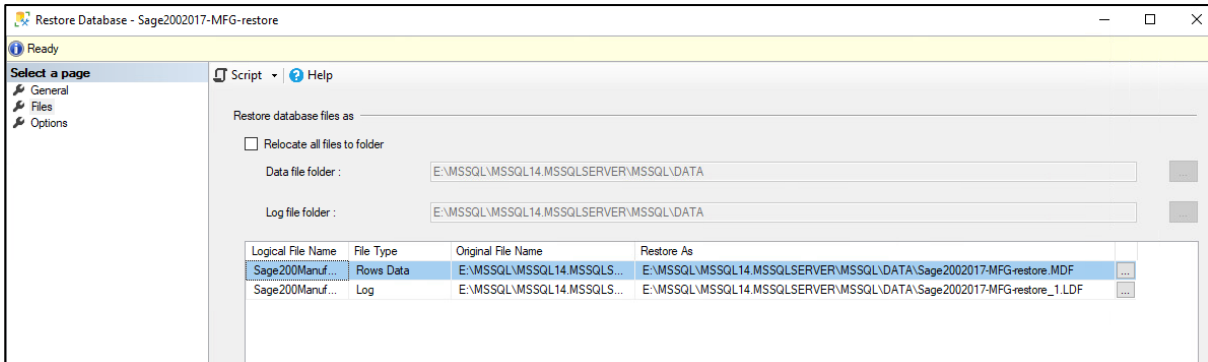 Restore Database - Sage2002017-MFG-restore
Ready
Select a page
General
Files
Options
Script Help
Restore database files as
Relocate all files to folder
Data file folder : E:\MSSQL\MSSQL14.MSSQLSERVER\MSSQL\DATA ...
Log file folder : E:\MSSQL\MSSQL14.MSSQLSERVER\MSSQL\DATA ...
Logical File Name File Type Original File Name Restore As
Sage200Manuf... Rows Data E:\MSSQL\MSSQL14.MSSQLS... E:\MSSQL\MSSQL14.MSSQLSERVER\MSSQL\DATA\Sage2002017-MFG-restore.MDF ...
Sage200Manuf... Log E:\MSSQL\MSSQL14.MSSQLS... E:\MSSQL\MSSQL14.MSSQLSERVER\MSSQL\DATA\Sage2002017-MFG-restore_1.LDF ...